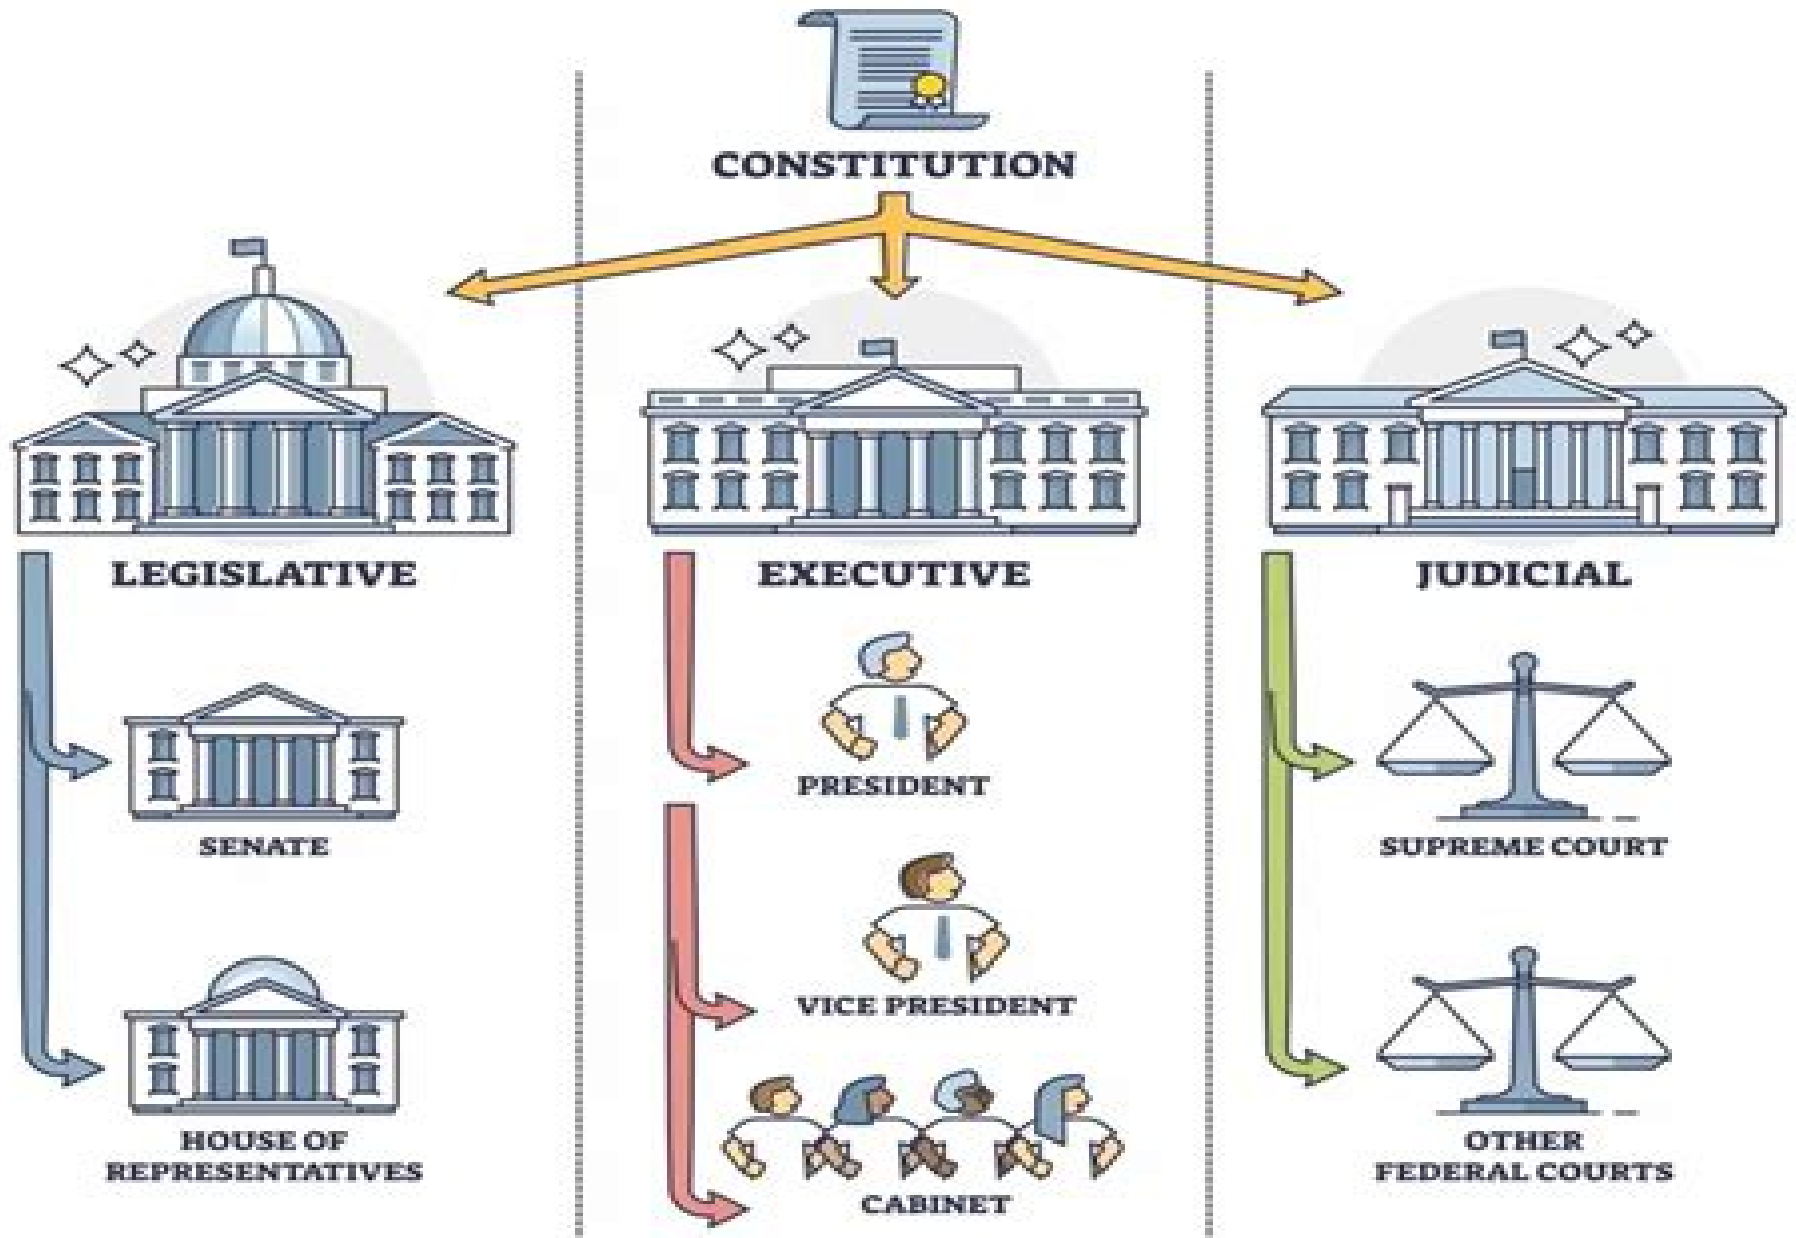 CONSTITUTION
LEGISLATIVE
SENATE
HOUSE OF
REPRESENTATIVES
EXECUTIVE
PRESIDENT
VICE PRESIDENT
CABINET
JUDICIAL
SUPREME COURT
OTHER
FEDERAL COURTS